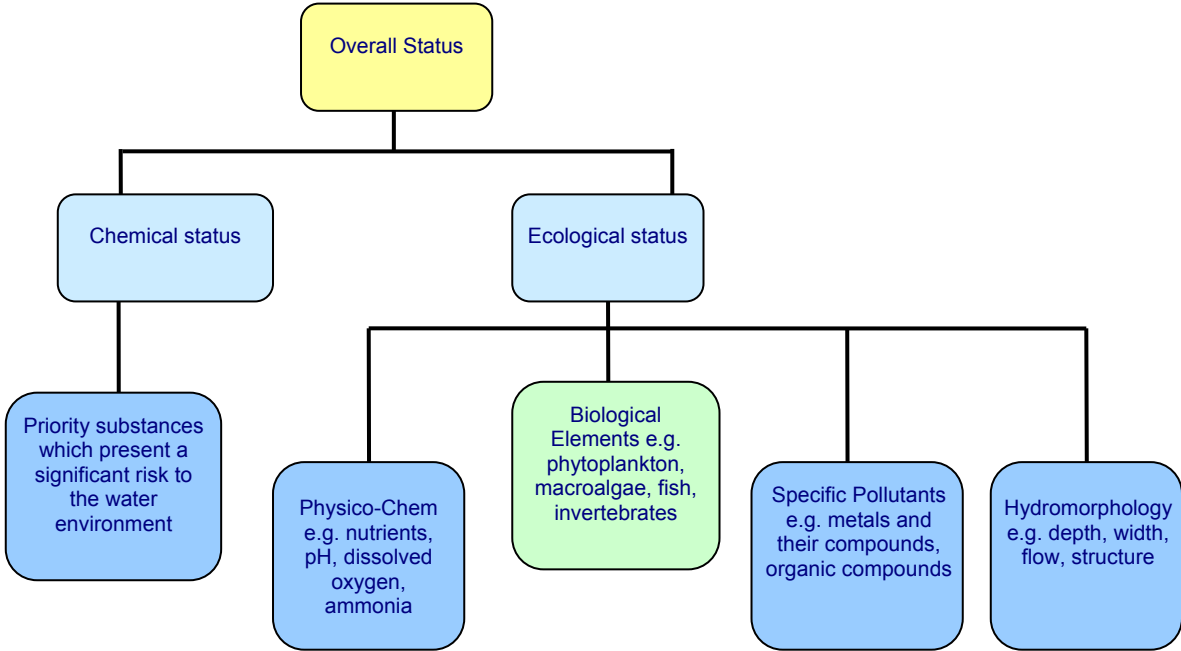 Overall Status
Chemical status
Ecological status
Priority substances
which present a
significant risk to
the water
environment
Physico-Chem
e.g. nutrients,
pH, dissolved
oxygen,
ammonia
Biological
Elements e.g.
phytoplankton,
macroalgae, fish,
invertebrates
Specific Pollutants
e.g. metals and
their compounds,
organic compounds
Hydromorphology
e.g. depth, width,
flow, structure